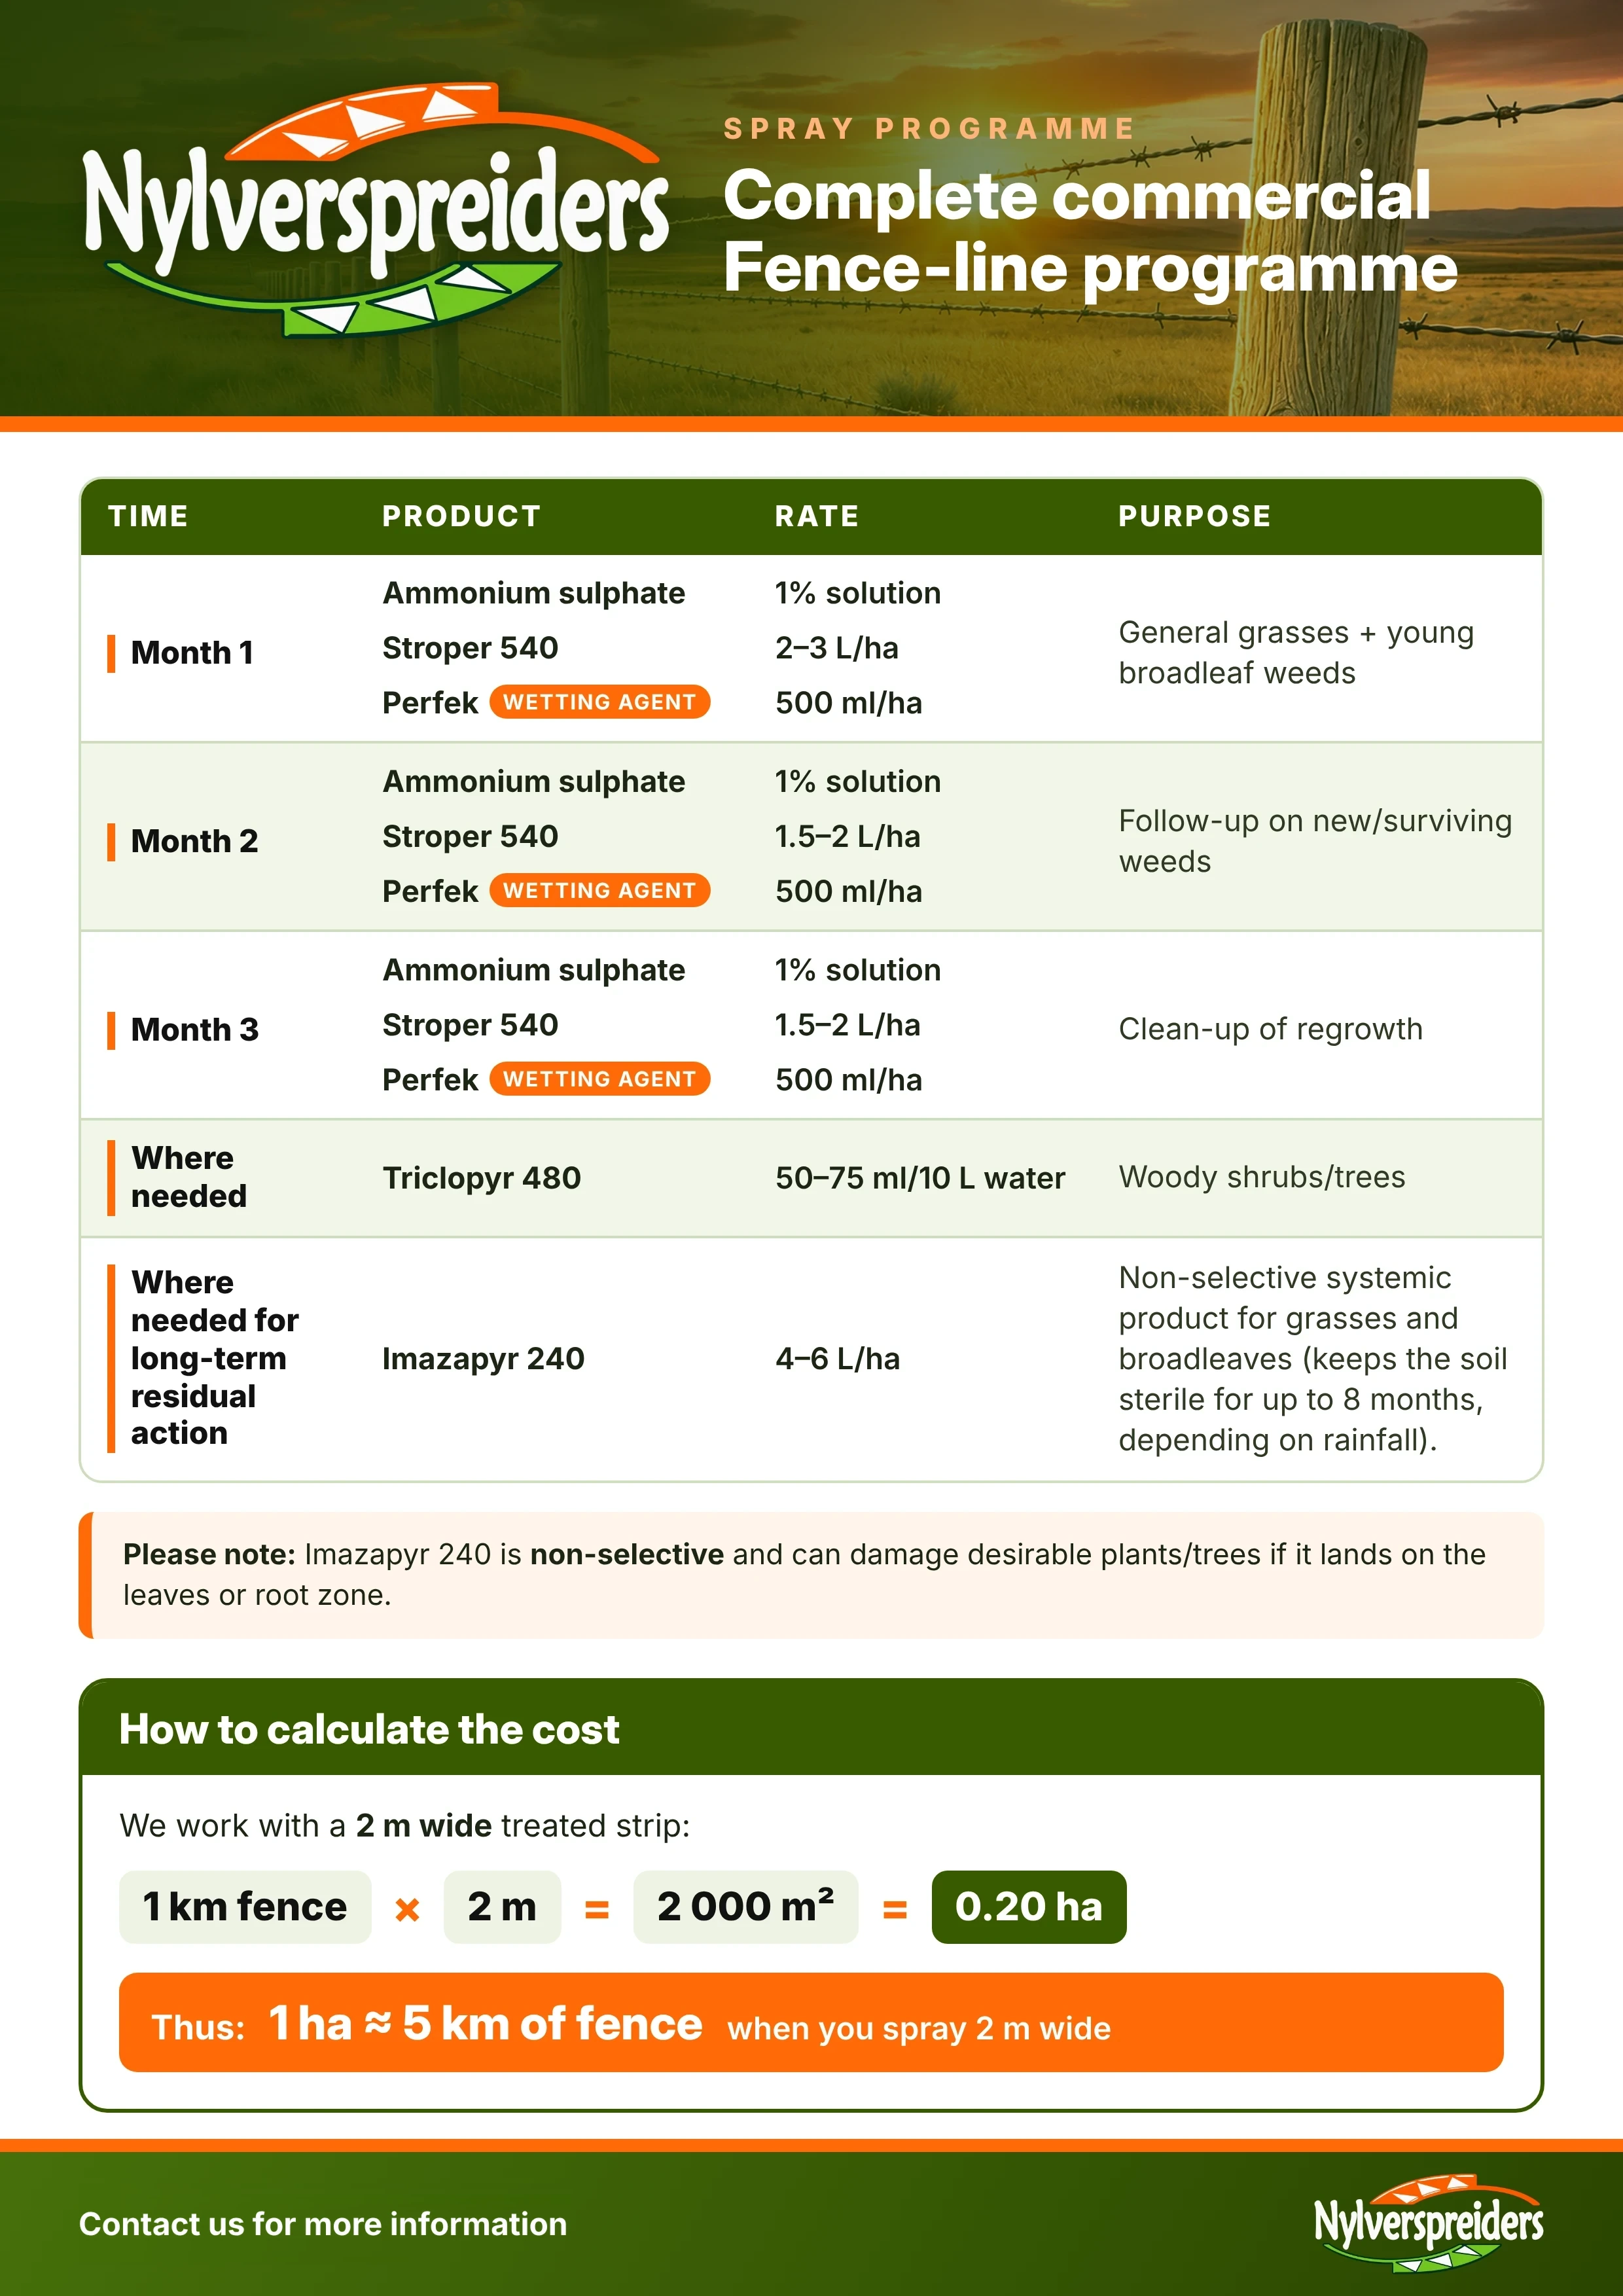 Nylverspreiders
SPRAY PROGRAMME
Complete commercial
Fence-line programme
TIME PRODUCT RATE PURPOSE
Month 1
Ammonium sulphate 1% solution
Stroper 540 2–3 L/ha
Perfek WETTING AGENT 500 ml/ha
General grasses + young
broadleaf weeds
Month 2
Ammonium sulphate 1% solution
Stroper 540 1.5–2 L/ha
Perfek WETTING AGENT 500 ml/ha
Follow-up on new/surviving
weeds
Month 3
Ammonium sulphate 1% solution
Stroper 540 1.5–2 L/ha
Perfek WETTING AGENT 500 ml/ha
Clean-up of regrowth
Where
needed
Triclopyr 480 50–75 ml/10 L water Woody shrubs/trees
Where
needed for
long-term
residual
action
Imazapyr 240 4–6 L/ha
Non-selective systemic
product for grasses and
broadleaves (keeps the soil
sterile for up to 8 months,
depending on rainfall).
Please note: Imazapyr 240 is non-selective and can damage desirable plants/trees if it lands on the
leaves or root zone.
How to calculate the cost
We work with a 2 m wide treated strip:
1 km fence × 2 m = 2 000 m² = 0.20 ha
Thus: 1 ha ≈ 5 km of fence when you spray 2 m wide
Contact us for more information
Nylverspreiders